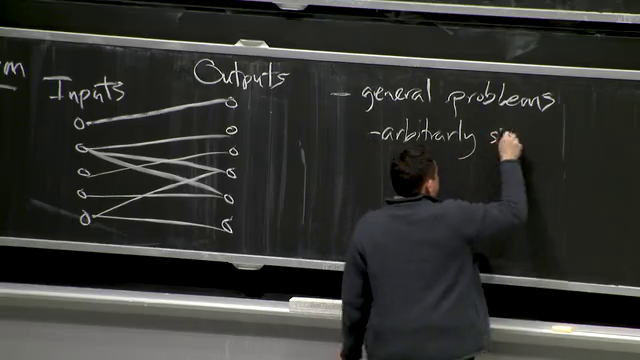 Inputs
Outputs
- general problems
- arbitrarly